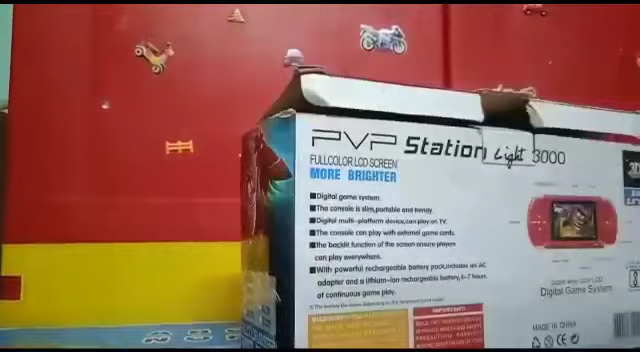 PVP Station Light 3000
FULLCOLOR LCD SCREEN
MORE BRIGHTER
■Digital game system.
■The console is slim,portable and trendy.
■Digital multi-platform device,can play on TV.
■The console can play with external game cards.
■the backlit function of the screen ensure players
can play everywhere.
■With powerful rechargeable battery pack,includes an AC
adapter and a lithium-ion rechargeable battery,6-7 hours
of continuous game play.
Digital Game System
MADE IN CHINA
IMPORTANT!